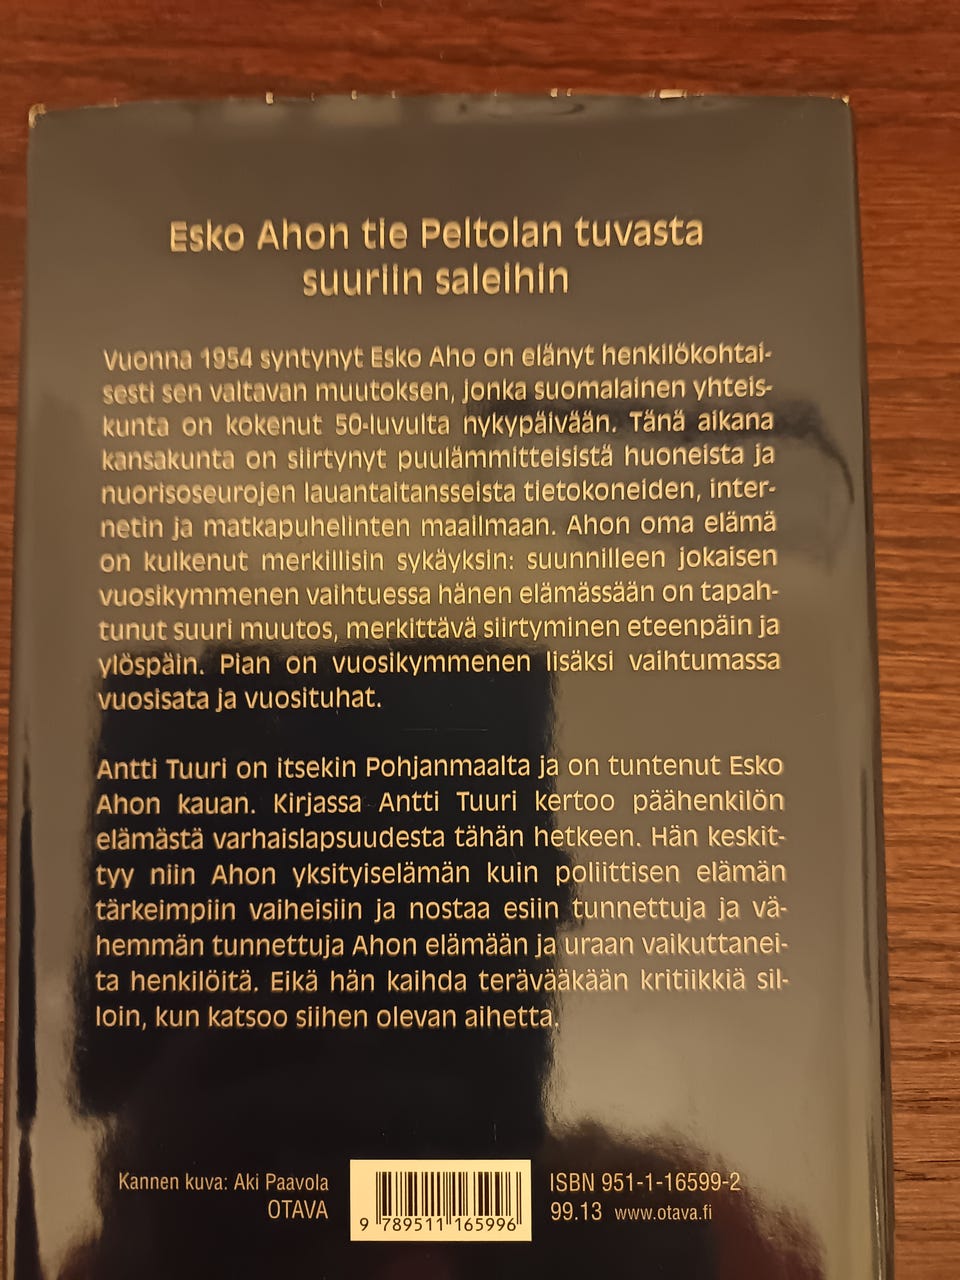 Esko Ahon tie Peltolan tuvasta
suuriin saleihin
Vuonna 1954 syntynyt Esko Aho on elänyt henkilökohtai-
sesti sen valtavan muutoksen, jonka suomalainen yhteis-
kunta on kokenut 50-luvulta nykypäivään. Tänä aikana
kansakunta on siirtynyt puulämmitteisistä huoneista ja
nuorisoseurojen lauantaitansseista tietokoneiden, inter-
netin ja matkapuhelinten maailmaan. Ahon oma elämä
on kulkenut merkillisin sykäyksin: suunnilleen jokaisen
vuosikymmenen vaihtuessa hänen elämässään on tapah-
tunut suuri muutos, merkittävä siirtyminen eteenpäin ja
ylöspäin. Pian on vuosikymmenen lisäksi vaihtumassa
vuosisata ja vuosituhat.
Antti Tuuri on itsekin Pohjanmaalta ja on tuntenut Esko
Ahon kauan. Kirjassa Antti Tuuri kertoo päähenkilön
elämästä varhaislapsuudesta tähän hetkeen. Hän keskit-
tyy niin Ahon yksityiselämän kuin poliittisen elämän
tärkeimpiin vaiheisiin ja nostaa esiin tunnettuja ja vä-
hemmän tunnettuja Ahon elämään ja uraan vaikuttanei-
ta henkilöitä. Eikä hän kaihda terävääkään kritiikkiä sil-
loin, kun katsoo siihen olevan aihetta.
Kannen kuva: Aki Paavola
OTAVA
9 789511 165996
ISBN 951-1-16599-2
99.13 www.otava.fi